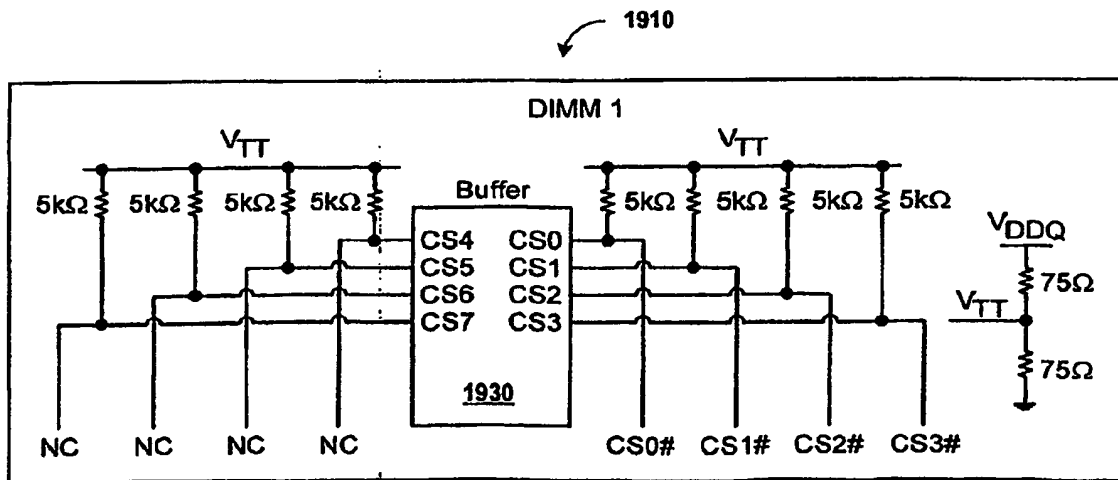 1910
DIMM 1
VTT VTT
Buffer
5kΩ 5kΩ 5kΩ 5kΩ 5kΩ 5kΩ 5kΩ 5kΩ
VDDQ
CS4 CS0
CS5 CS1
75Ω
CS6 CS2
VTT
CS7 CS3
75Ω
1930
NC NC NC NC CS0# CS1# CS2# CS3#